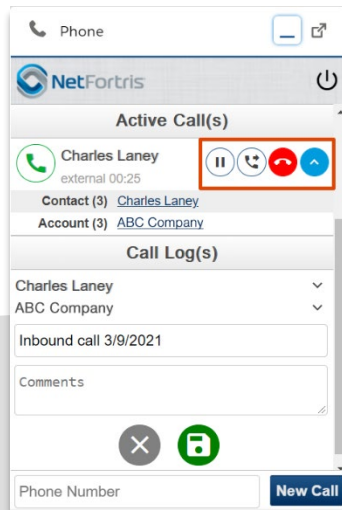 Phone
NetFortris
Active Call(s)
Charles Laney
external 00:25
Contact (3) Charles Laney
Account (3) ABC Company
Call Log(s)
Charles Laney
ABC Company
Inbound call 3/9/2021
Comments
Phone Number New Call